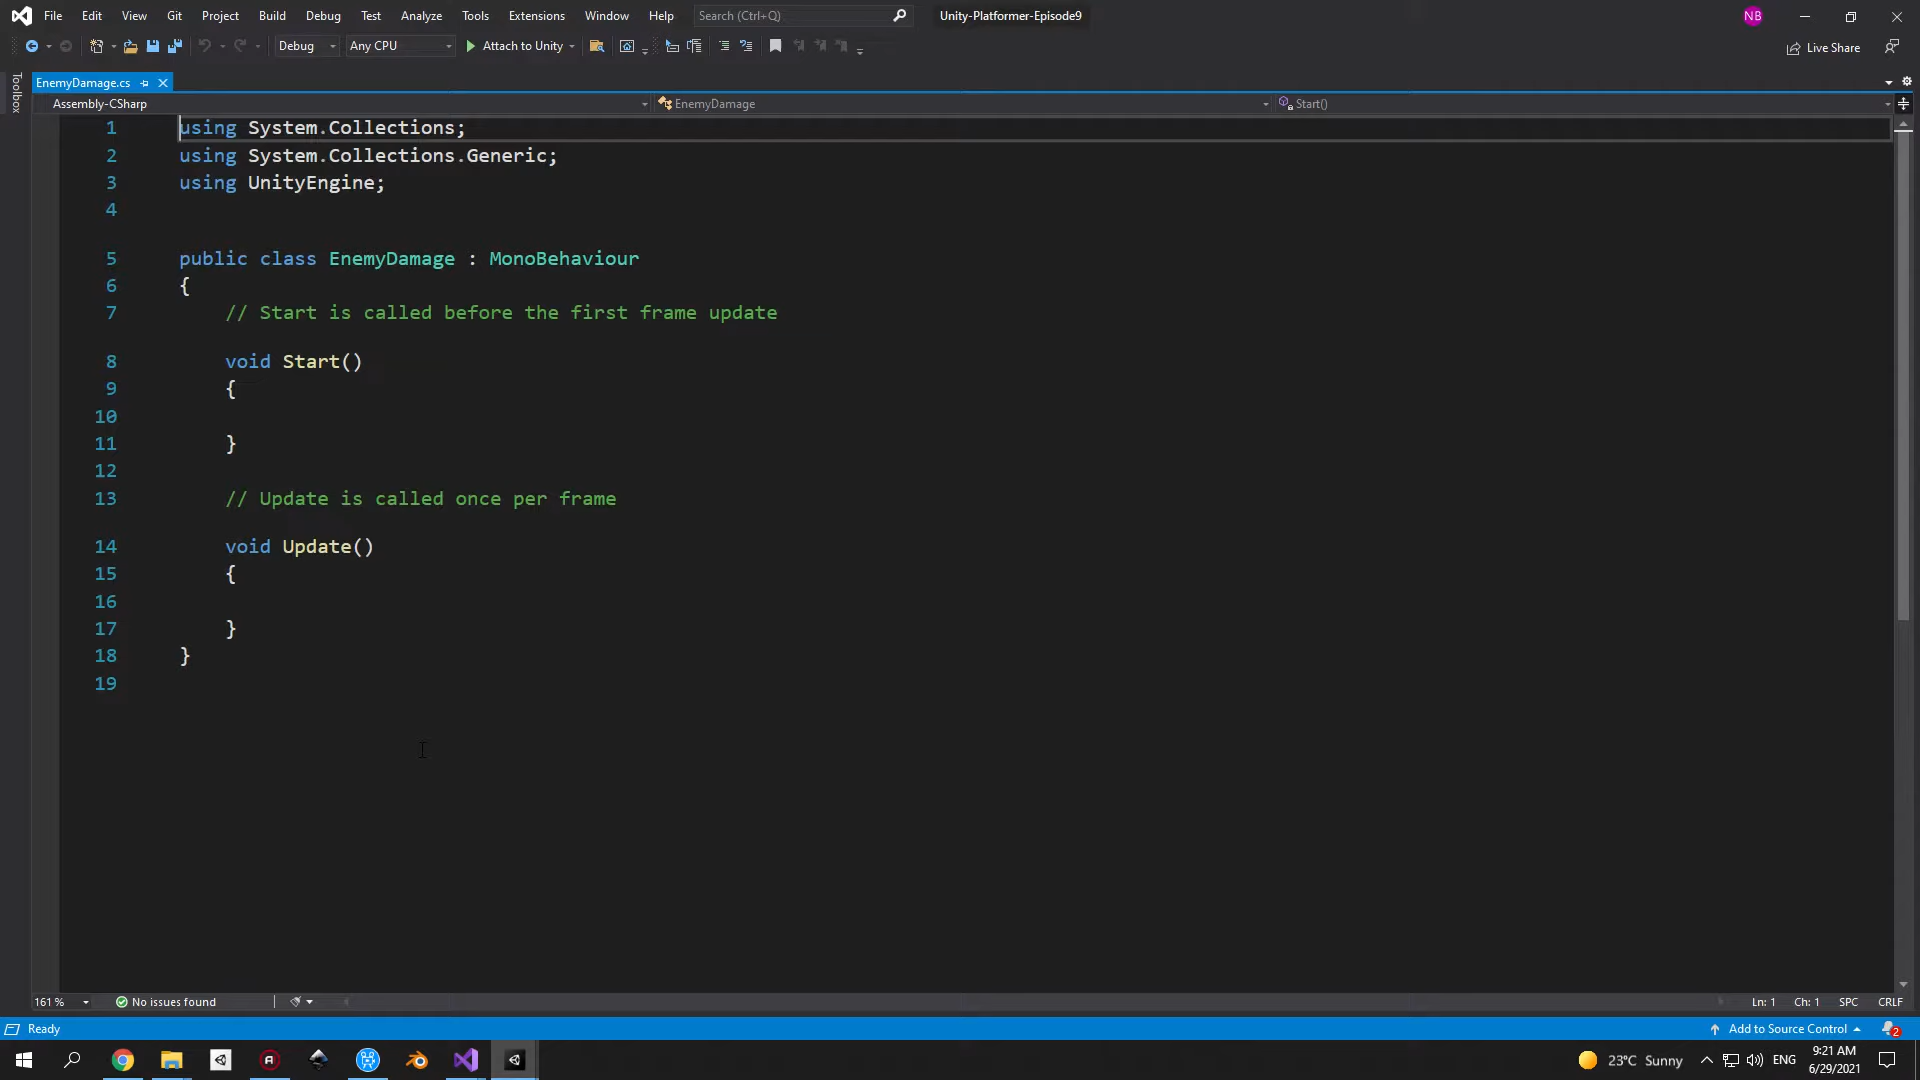 File Edit View Git Project Build Debug Test Analyze Tools Extensions Window Help Search (Ctrl+Q) Unity-Platformer-Episode9 NB
Debug Any CPU Attach to Unity Live Share
Toolbox
EnemyDamage.cs
Assembly-CSharp EnemyDamage Start()
1 using System.Collections;
2 using System.Collections.Generic;
3 using UnityEngine;
4
5 public class EnemyDamage : MonoBehaviour
6 {
7 // Start is called before the first frame update
8 void Start()
9 {
10
11 }
12
13 // Update is called once per frame
14 void Update()
15 {
16
17 }
18 }
19
161 % No issues found Ln: 1 Ch: 1 SPC CRLF
Ready Add to Source Control 2
23°C Sunny ENG 9:21 AM
6/29/2021